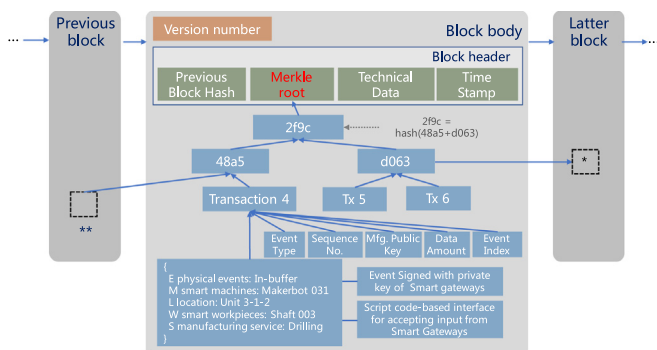 Previous
block
Version number
Block body
Latter
block
...
...
Block header
Previous
Block Hash
Merkle
root
Technical
Data
Time
Stamp
2f9c
2f9c =
hash(48a5+d063)
48a5
d063
*
Transaction 4
Tx 5
Tx 6
**
Event
Type
Sequence
No.
Mfg. Public
Key
Data
Amount
Event
Index
{
E physical events: In-buffer
M smart machines: Makerbot 031
L location: Unit 3-1-2
W smart workpieces: Shaft 003
S manufacturing service: Drilling
}
Event Signed with private
key of Smart gateways
Script code-based interface
for accepting input from
Smart Gateways